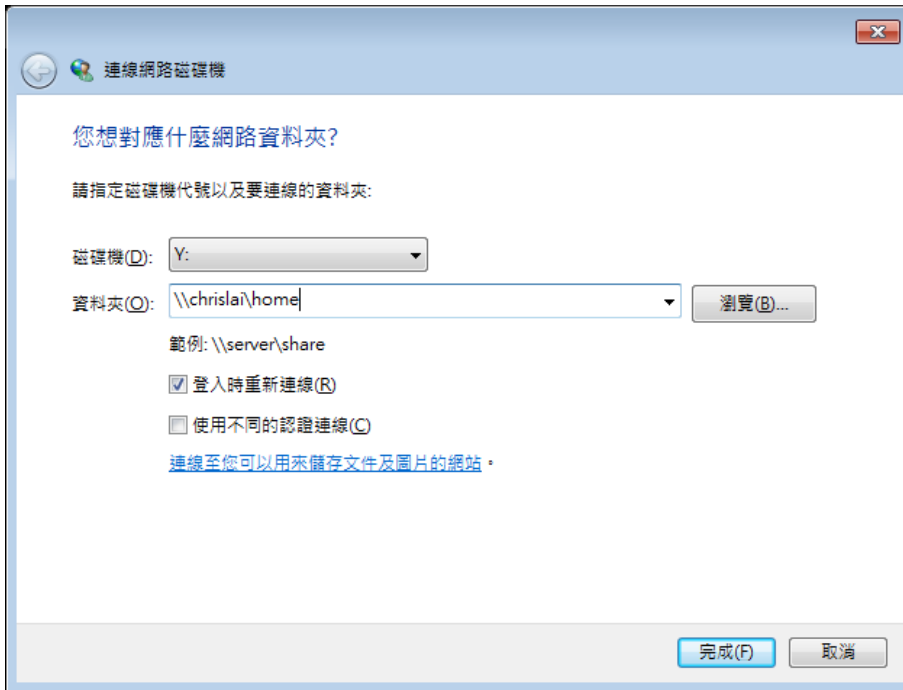 連線網路磁碟機
您想對應什麼網路資料夾?
請指定磁碟機代號以及要連線的資料夾:
磁碟機(D): Y:
資料夾(O): \\chrislai\home 瀏覽(B)...
範例: \\server\share
登入時重新連線(R)
使用不同的認證連線(C)
連線至您可以用來儲存文件及圖片的網站。
完成(F) 取消